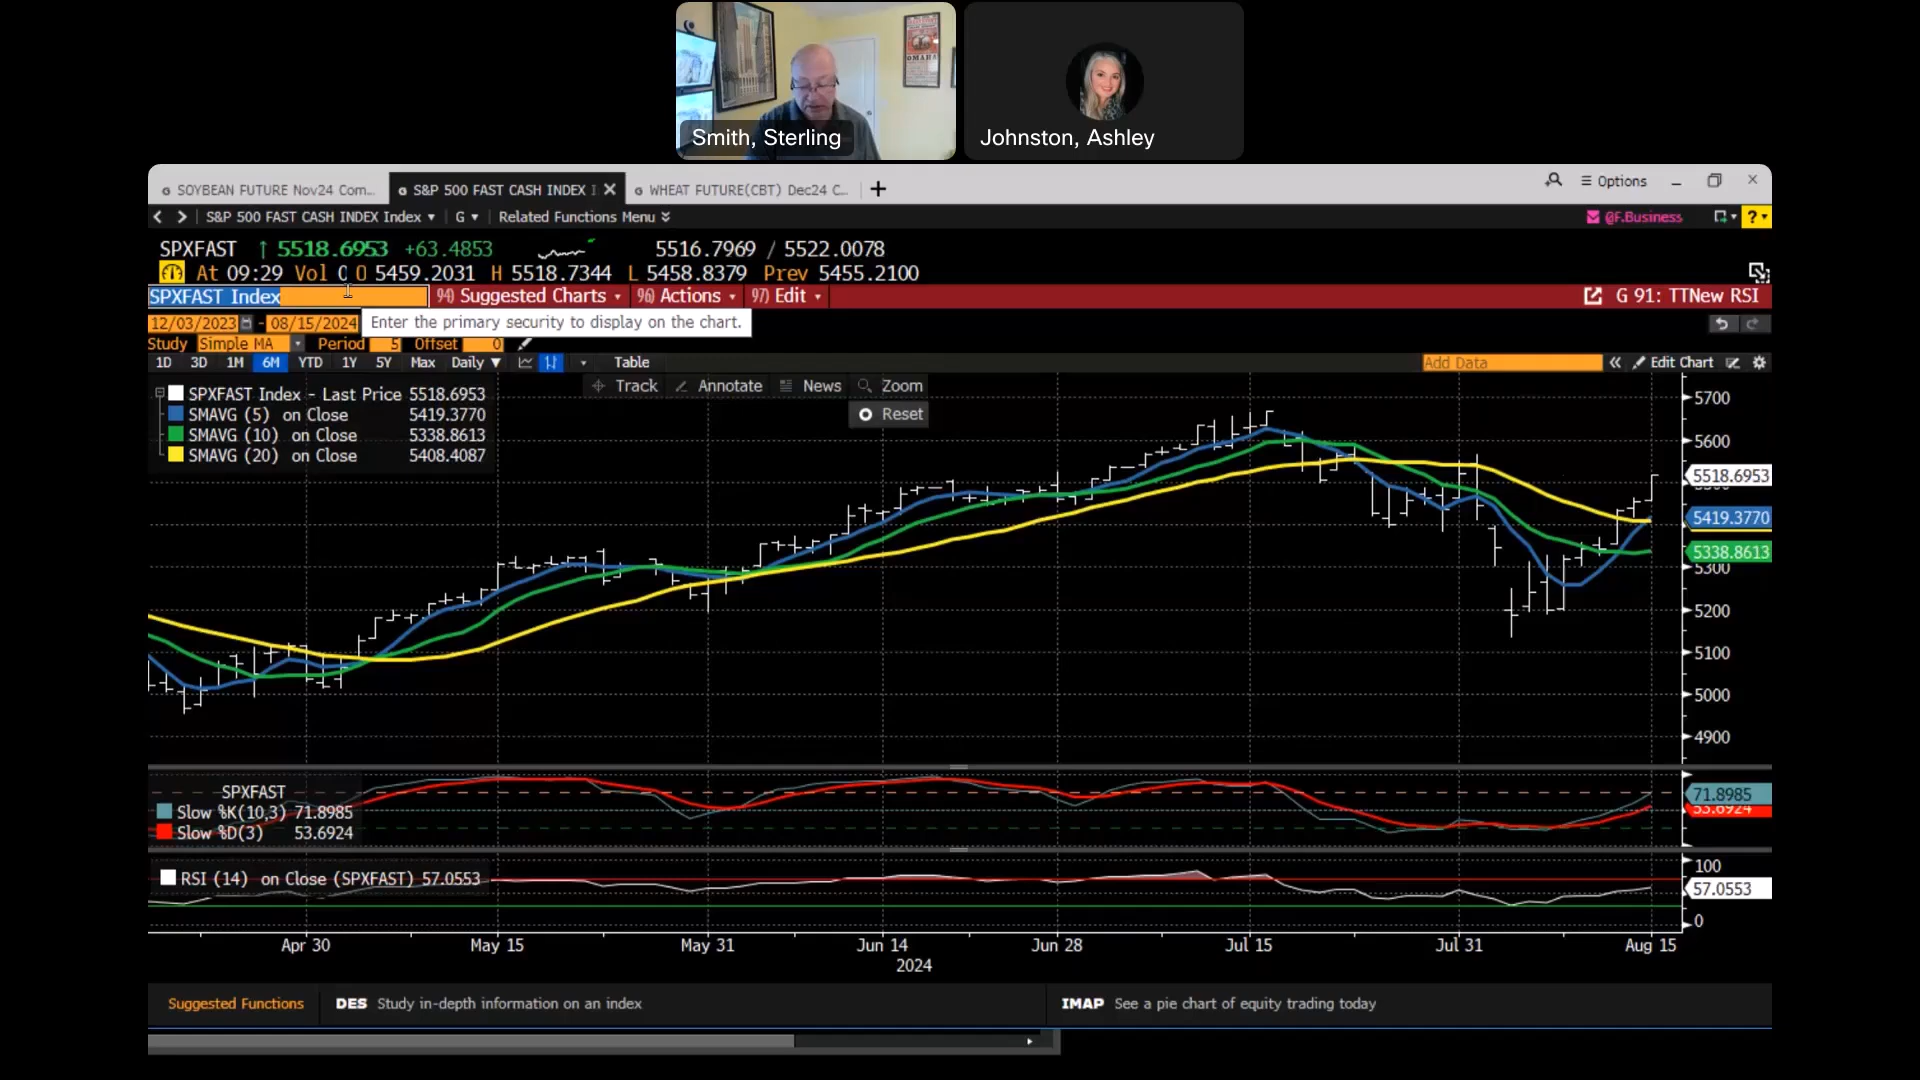 OMAHA
Smith, Sterling
Johnston, Ashley
SOYBEAN FUTURE Nov24 Com...
S&P 500 FAST CASH INDEX I
WHEAT FUTURE(CBT) Dec24 C...
Options
S&P 500 FAST CASH INDEX Index
G
Related Functions Menu
@F.Business
?
SPXFAST ↑ 5518.6953 +63.4853 5516.7969 / 5522.0078
At 09:29 Vol 0 O 5459.2031 H 5518.7344 L 5458.8379 Prev 5455.2100
SPXFAST Index
94) Suggested Charts
96) Actions
97) Edit
G 91: TTNew RSI
12/03/2023 - 08/15/2024
Enter the primary security to display on the chart.
Study Simple MA Period 5 Offset 0
1D 3D 1M 6M YTD 1Y 5Y Max Daily ▼ Table
Add Data
« Edit Chart
Track Annotate News Zoom
Reset
SPXFAST Index - Last Price 5518.6953
SMAVG (5) on Close 5419.3770
SMAVG (10) on Close 5338.8613
SMAVG (20) on Close 5408.4087
5700
5600
5518.6953
5419.3770
5338.8613
5300
5200
5100
5000
4900
SPXFAST
Slow %K(10,3) 71.8985
Slow %D(3) 53.6924
71.8985
53.6924
RSI (14) on Close (SPXFAST) 57.0553
100
57.0553
0
Apr 30 May 15 May 31 Jun 14 Jun 28 Jul 15 Jul 31 Aug 15
2024
Suggested Functions
DES Study in-depth information on an index
IMAP See a pie chart of equity trading today